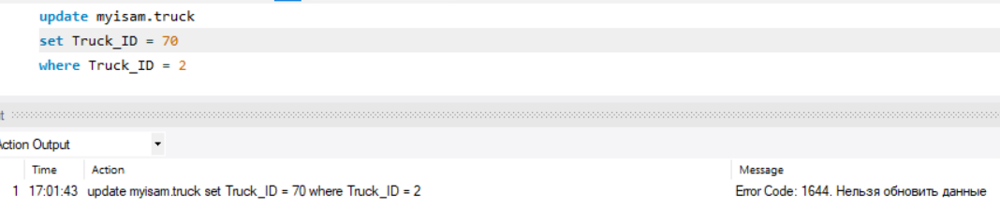 update myisam.truck
set Truck_ID = 70
where Truck_ID = 2
t
Action Output
Time Action Message
1 17:01:43 update myisam.truck set Truck_ID = 70 where Truck_ID = 2 Error Code: 1644. Нельзя обновить данные